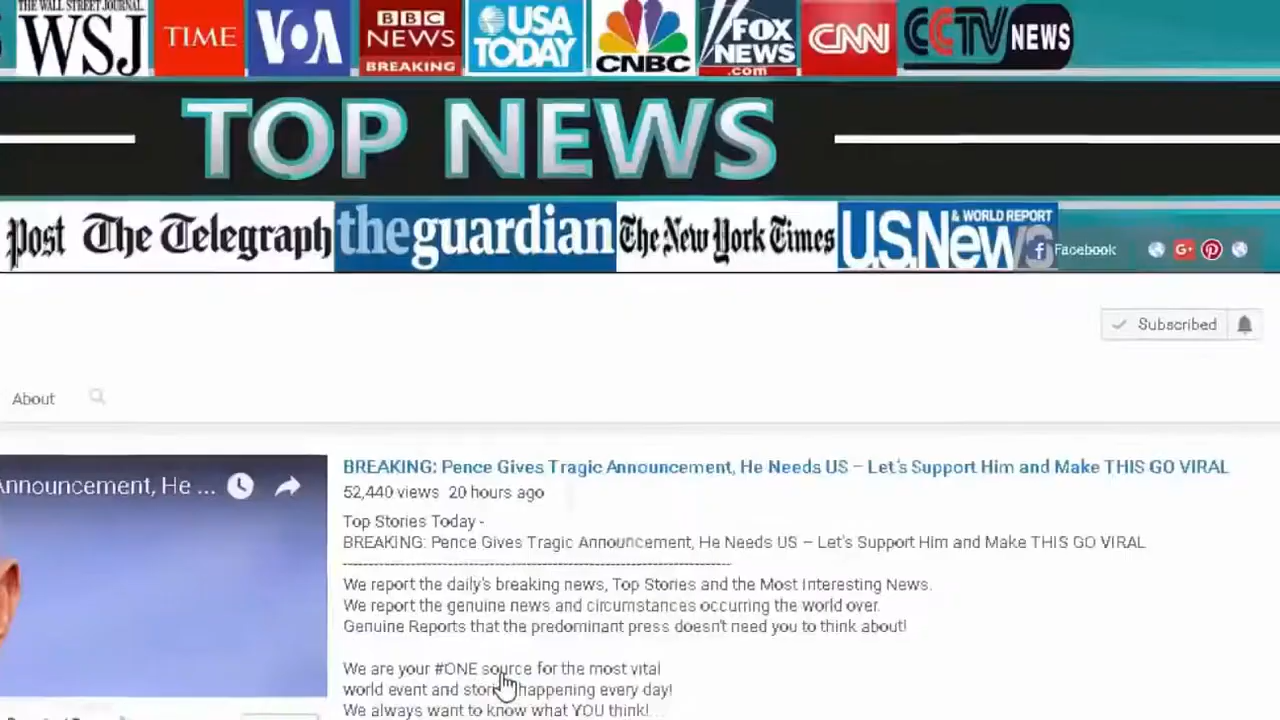 THE WALL STREET JOURNAL.
WSJ TIME VOA BBC NEWS BREAKING USA TODAY CNBC FOX NEWS .com CNN CCTV NEWS
TOP NEWS
Post The Telegraph theguardian The New York Times U.S.News & WORLD REPORT Facebook
Subscribed
About
BREAKING: Pence Gives Tragic Announcement, He Needs US – Let's Support Him and Make THIS GO VIRAL
Announcement, He ...
52,440 views 20 hours ago
Top Stories Today -
BREAKING: Pence Gives Tragic Announcement, He Needs US – Let's Support Him and Make THIS GO VIRAL
We report the daily's breaking news, Top Stories and the Most Interesting News.
We report the genuine news and circumstances occurring the world over.
Genuine Reports that the predominant press doesn't need you to think about!
We are your #ONE source for the most vital
world event and stories happening every day!
We always want to know what YOU think!...